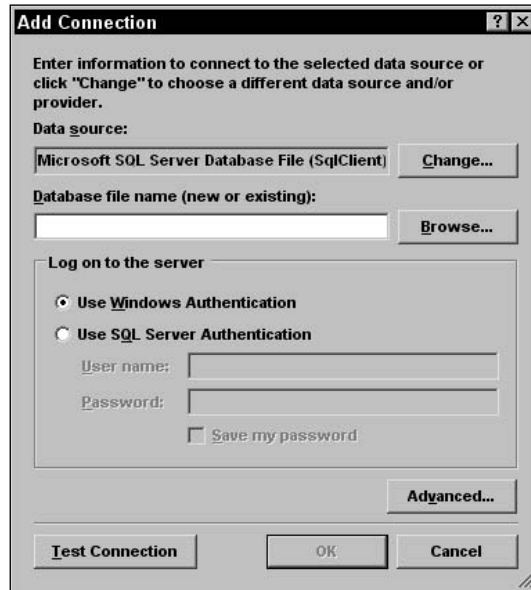 Add Connection
? X
Enter information to connect to the selected data source or
click "Change" to choose a different data source and/or
provider.
Data source:
Microsoft SQL Server Database File (SqlClient)
Change...
Database file name (new or existing):
Browse...
Log on to the server
Use Windows Authentication
Use SQL Server Authentication
User name:
Password:
Save my password
Advanced...
Test Connection
OK
Cancel